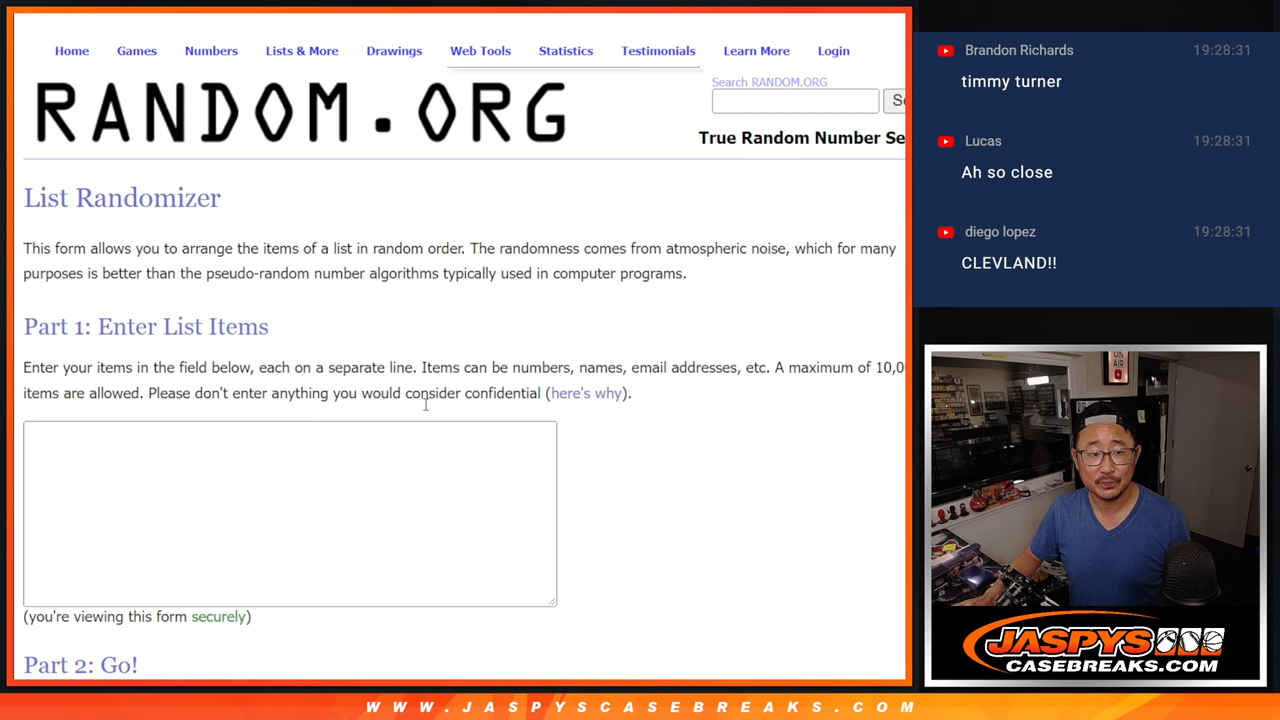 Home Games Numbers Lists & More Drawings Web Tools Statistics Testimonials Learn More Login
RANDOM.ORG
Search RANDOM.ORG
True Random Number Se
List Randomizer
This form allows you to arrange the items of a list in random order. The randomness comes from atmospheric noise, which for many
purposes is better than the pseudo-random number algorithms typically used in computer programs.
Part 1: Enter List Items
Enter your items in the field below, each on a separate line. Items can be numbers, names, email addresses, etc. A maximum of 10,0
items are allowed. Please don't enter anything you would consider confidential (here's why).
(you're viewing this form securely)
Part 2: Go!
Brandon Richards 19:28:31
timmy turner
Lucas 19:28:31
Ah so close
diego lopez 19:28:31
CLEVLAND!!
ON
AIR
JASPYS
CASEBREAKS.COM
WWW.JASPYSCASEBREAKS.COM